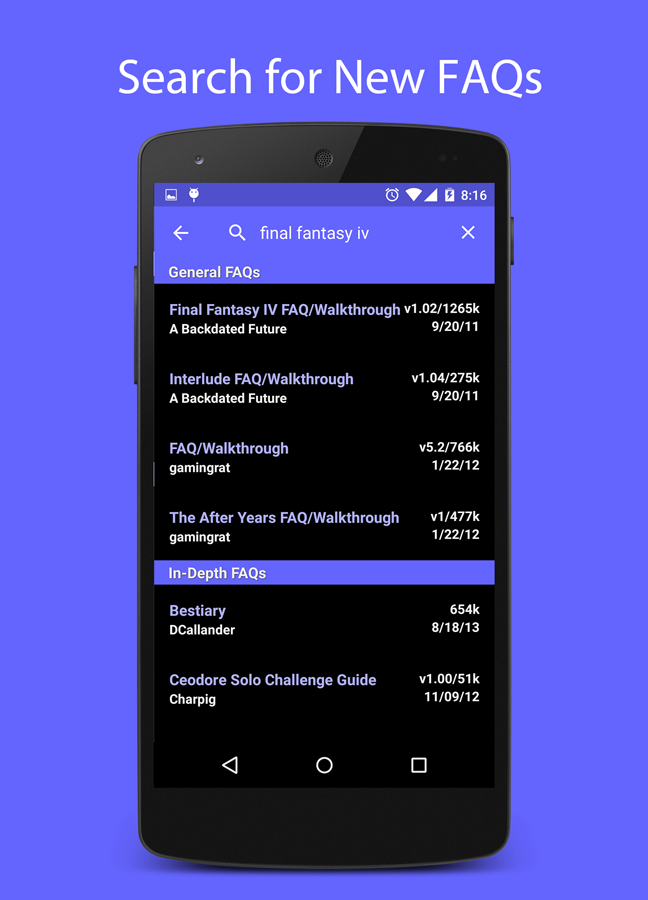 Search for New FAQs
8:16
final fantasy iv
General FAQs
Final Fantasy IV FAQ/Walkthrough v1.02/1265k
A Backdated Future 9/20/11
Interlude FAQ/Walkthrough v1.04/275k
A Backdated Future 9/20/11
FAQ/Walkthrough v5.2/766k
gamingrat 1/22/12
The After Years FAQ/Walkthrough v1/477k
gamingrat 1/22/12
In-Depth FAQs
Bestiary 654k
DCallander 8/18/13
Ceodore Solo Challenge Guide v1.00/51k
Charpig 11/09/12